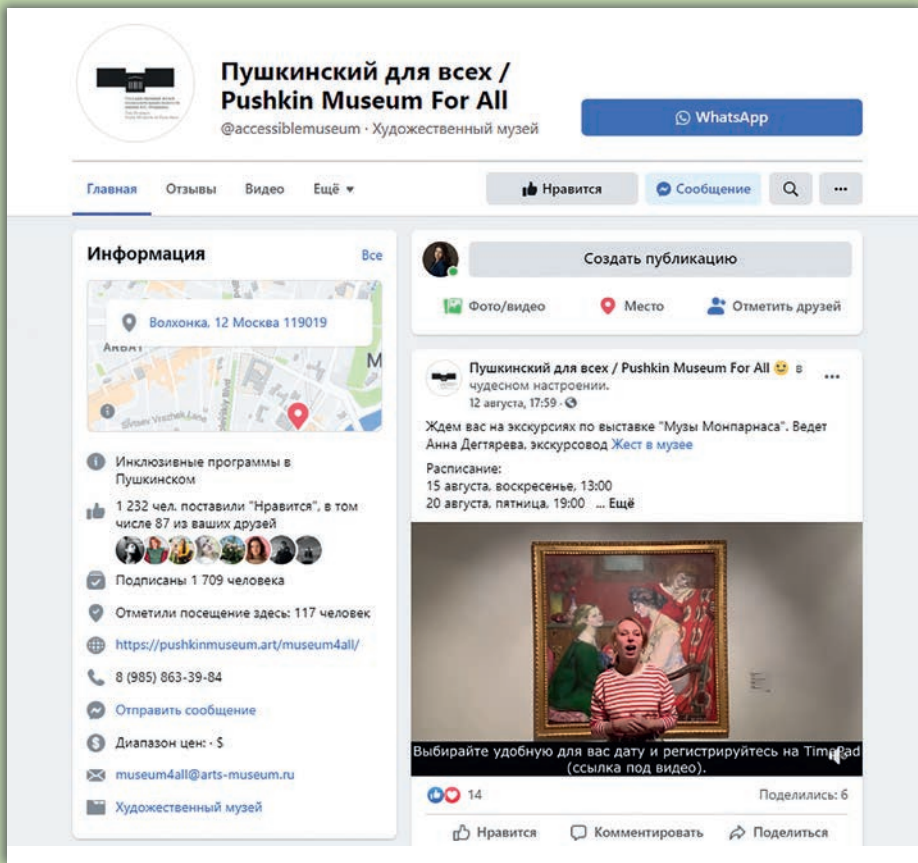 Пушкинский для всех /
Pushkin Museum For All
@accessiblemuseum · Художественный музей
WhatsApp
Главная
Отзывы
Видео
Ещё
Нравится
Сообщение
Информация
Все
Волхонка, 12 Москва 119019
АRBAT
M
Sivtsev Vrazhek Lane
Инклюзивные программы в
Пушкинском
1 232 чел. поставили "Нравится", в том
числе 87 из ваших друзей
Подписаны 1 709 человека
Отметили посещение здесь: 117 человек
https://pushkinmuseum.art/museum4all/
8 (985) 863-39-84
Отправить сообщение
Диапазон цен: · $
museum4all@arts-museum.ru
Художественный музей
Создать публикацию
Фото/видео
Место
Отметить друзей
Пушкинский для всех / Pushkin Museum For All в
чудесном настроении.
12 августа, 17:59 ·
Ждем вас на экскурсиях по выставке "Музы Монпарнаса". Ведет
Анна Дегтярева, экскурсовод Жест в музее
Расписание:
15 августа, воскресенье, 13:00
20 августа, пятница, 19:00 ... Ещё
Выбирайте удобную для вас дату и регистрируйтесь на TimePad
(ссылка под видео).
14
Поделились: 6
Нравится
Комментировать
Поделиться